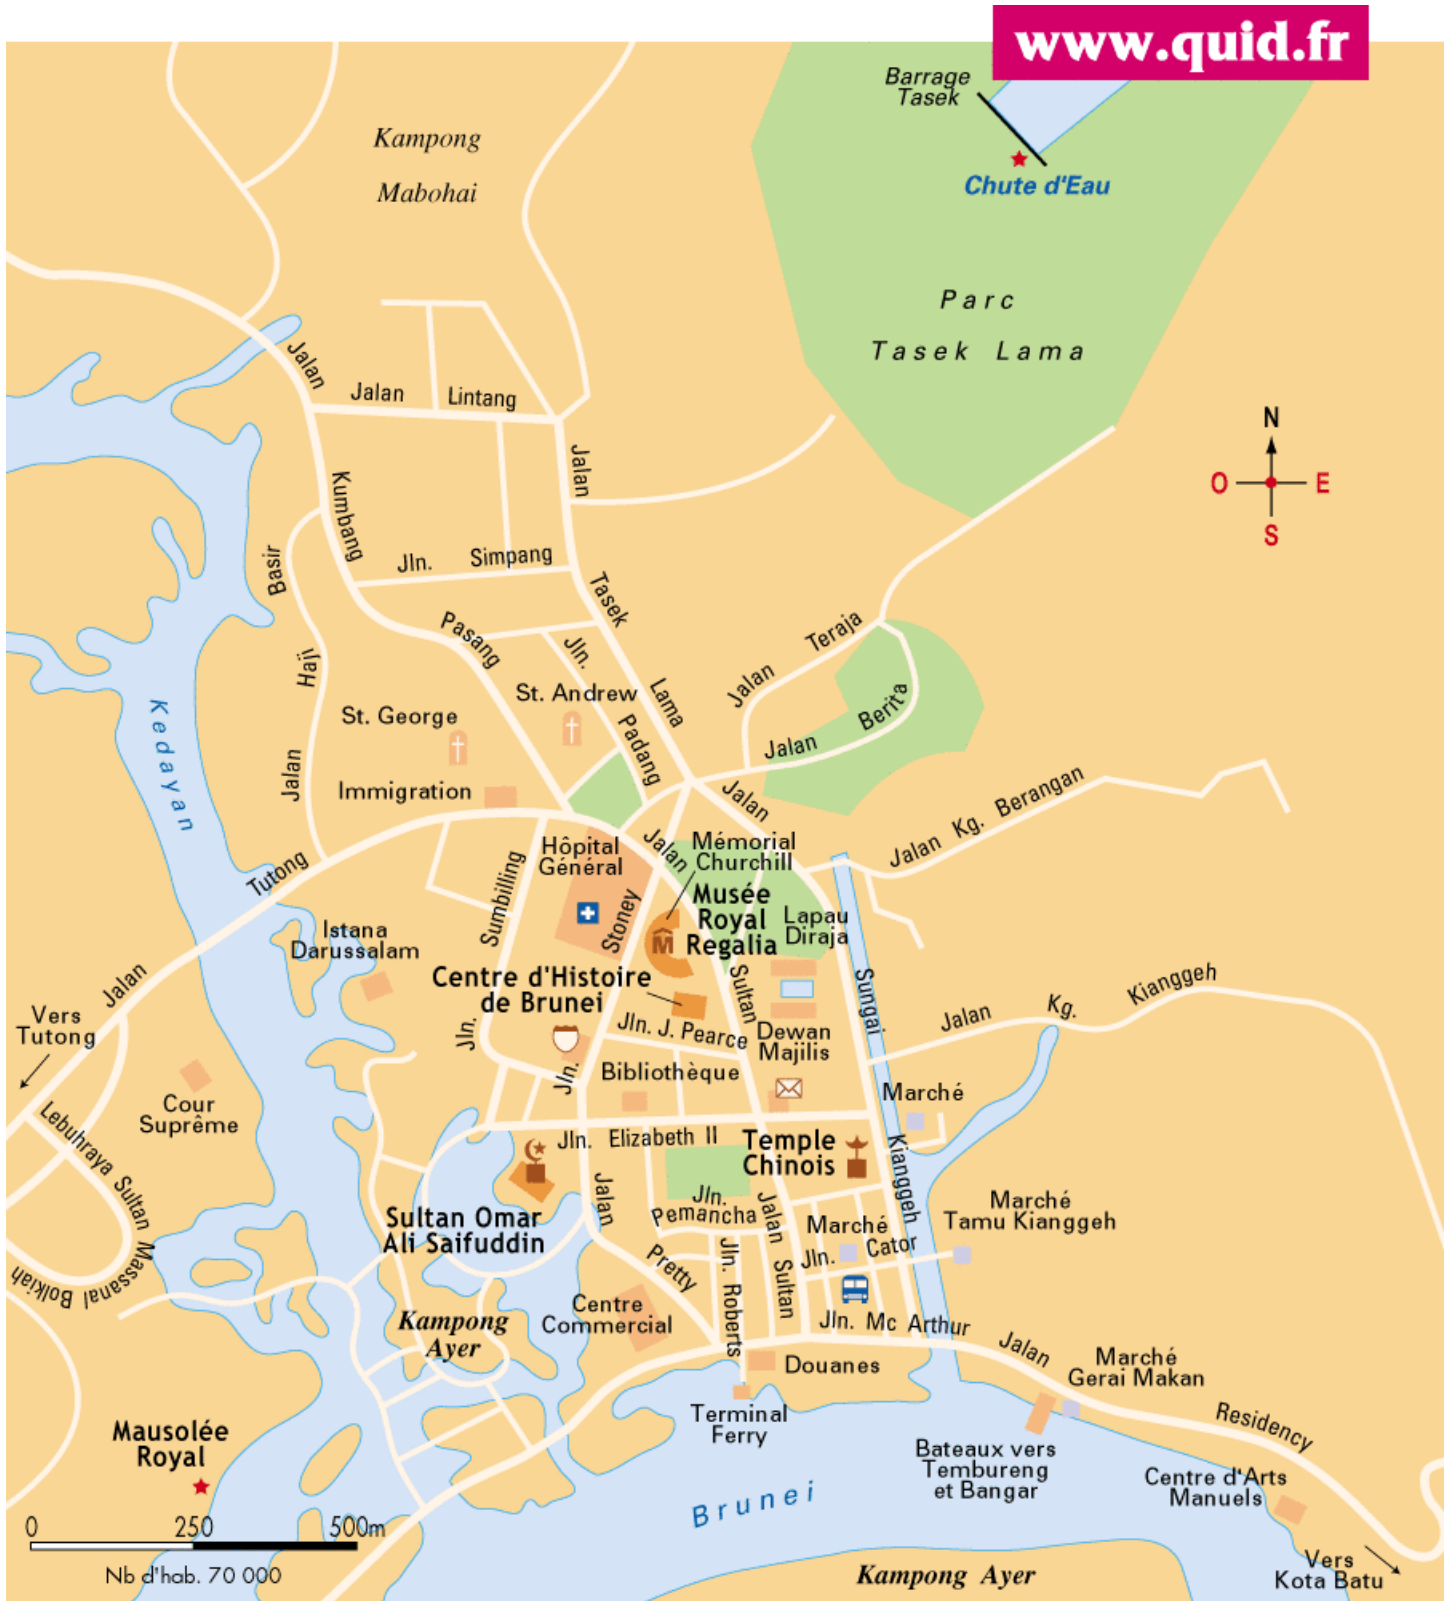 www.quid.fr
Barrage
Tasek
Chute d'Eau
Kampong
Mabohai
Parc
Tasek Lama
N
O
E
S
Jalan
Jalan Lintang
Kumbang
Jalan
Basir
Jln. Simpang
Tasek
Pasang
Jln.
Jalan Teraja
Haji
St. Andrew
Lama
St. George
Padang
Jalan Berita
Kedayan
Jalan
Immigration
Jalan
Jalan Kg. Berangan
Hôpital
Général
Jalan
Mémorial
Churchill
Tutong
Sumbilling
Stoney
Musée
Royal
Regalia
Lapau
Diraja
Istana
Darussalam
Centre d'Histoire
de Brunei
Sultan
Sungai
Jalan Kg. Kianggeh
Jalan
Vers
Tutong
Jln.
Jln. J. Pearce
Dewan
Majilis
Jln.
Bibliothèque
Marché
Cour
Suprême
Lebuhraya Sultan Massanal Bolkiah
Jln. Elizabeth II
Temple
Chinois
Kianggeh
Jalan
Jln.
Pemancha
Jalan Sultan
Marché
Tamu Kianggeh
Sultan Omar
Ali Saifuddin
Marché
Jln. Cator
Pretty
Jln. Roberts
Centre
Commercial
Kampong
Ayer
Jln. Mc Arthur
Jalan Residency
Douanes
Marché
Gerai Makan
Terminal
Ferry
Mausolée
Royal
Bateaux vers
Tembureng
et Bangar
Centre d'Arts
Manuels
Brunei
0 250 500m
Nb d'hab. 70 000
Kampong Ayer
Vers
Kota Batu
M